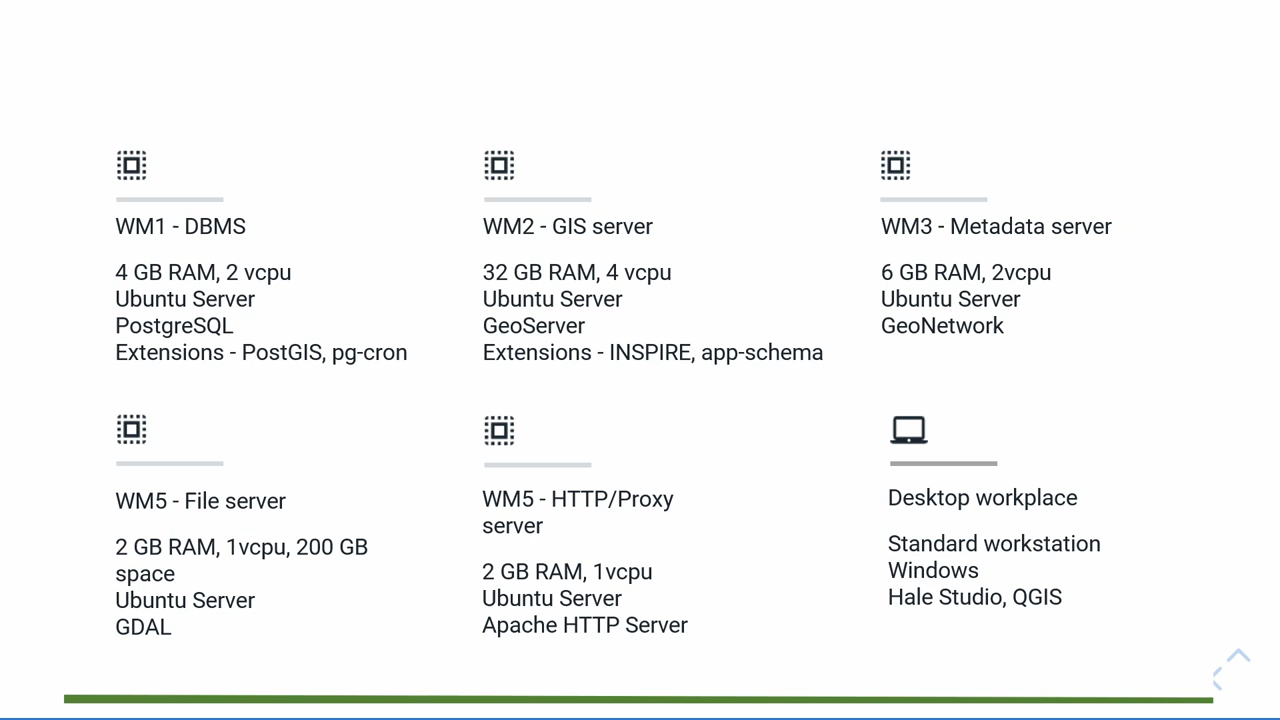 WM1 - DBMS
4 GB RAM, 2 vcpu
Ubuntu Server
PostgreSQL
Extensions - PostGIS, pg-cron
WM2 - GIS server
32 GB RAM, 4 vcpu
Ubuntu Server
GeoServer
Extensions - INSPIRE, app-schema
WM3 - Metadata server
6 GB RAM, 2vcpu
Ubuntu Server
GeoNetwork
WM5 - File server
2 GB RAM, 1vcpu, 200 GB
space
Ubuntu Server
GDAL
WM5 - HTTP/Proxy
server
2 GB RAM, 1vcpu
Ubuntu Server
Apache HTTP Server
Desktop workplace
Standard workstation
Windows
Hale Studio, QGIS